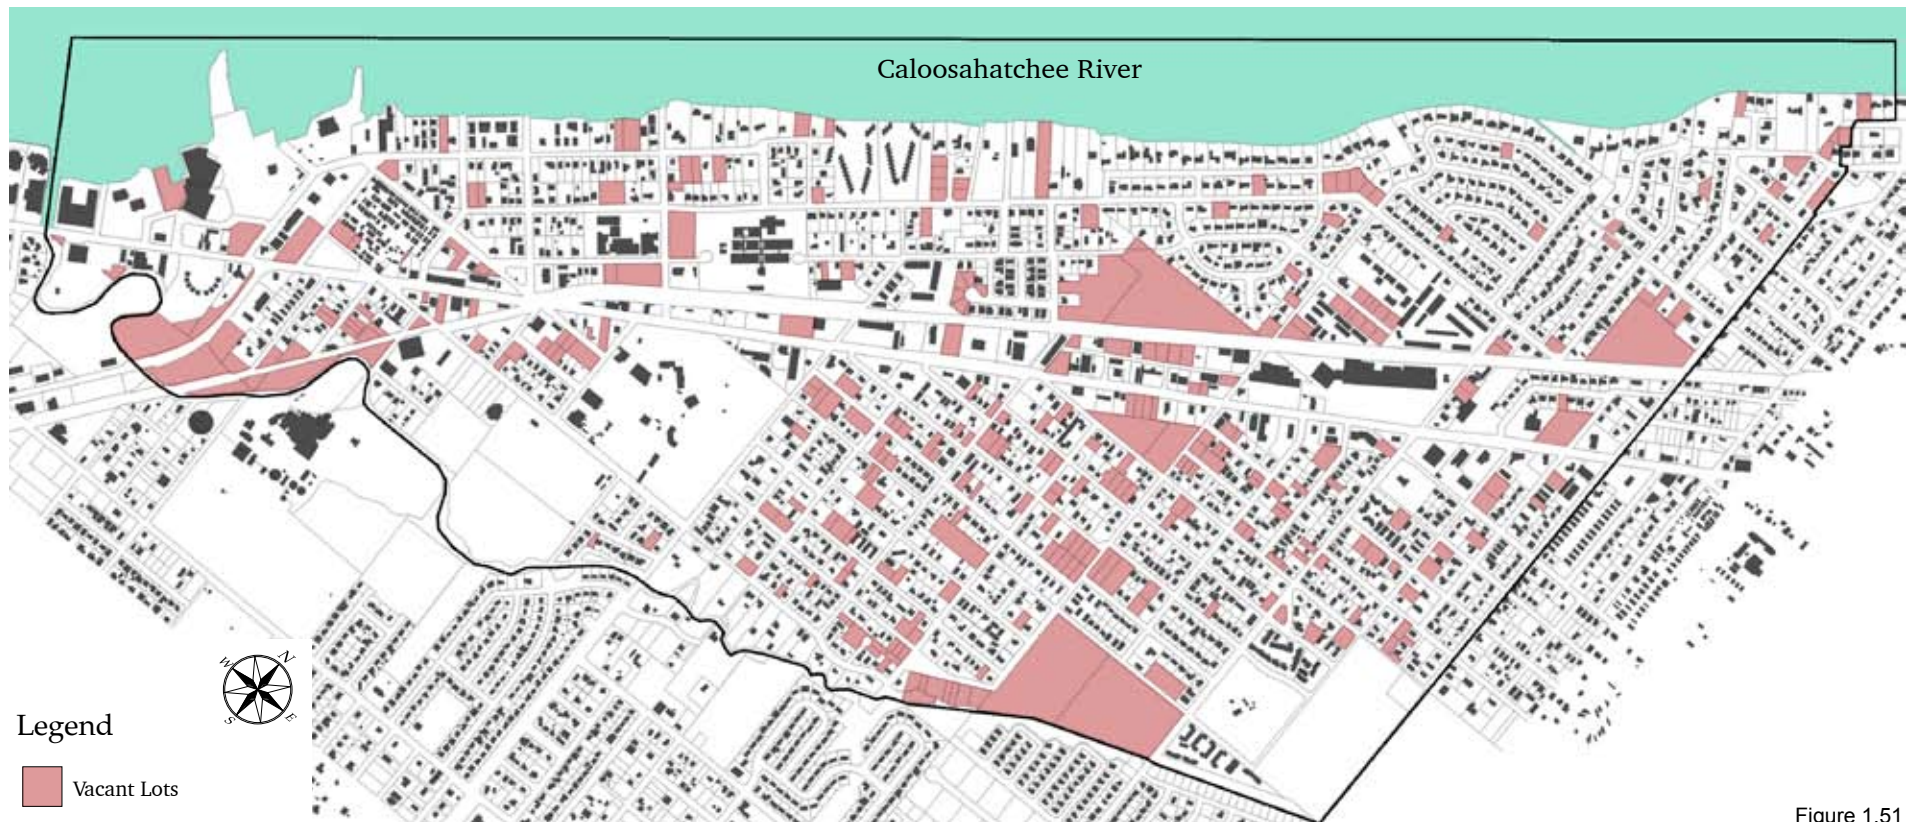 Caloosahatchee River
N
W
S
E
Legend
Vacant Lots
Figure 1.51